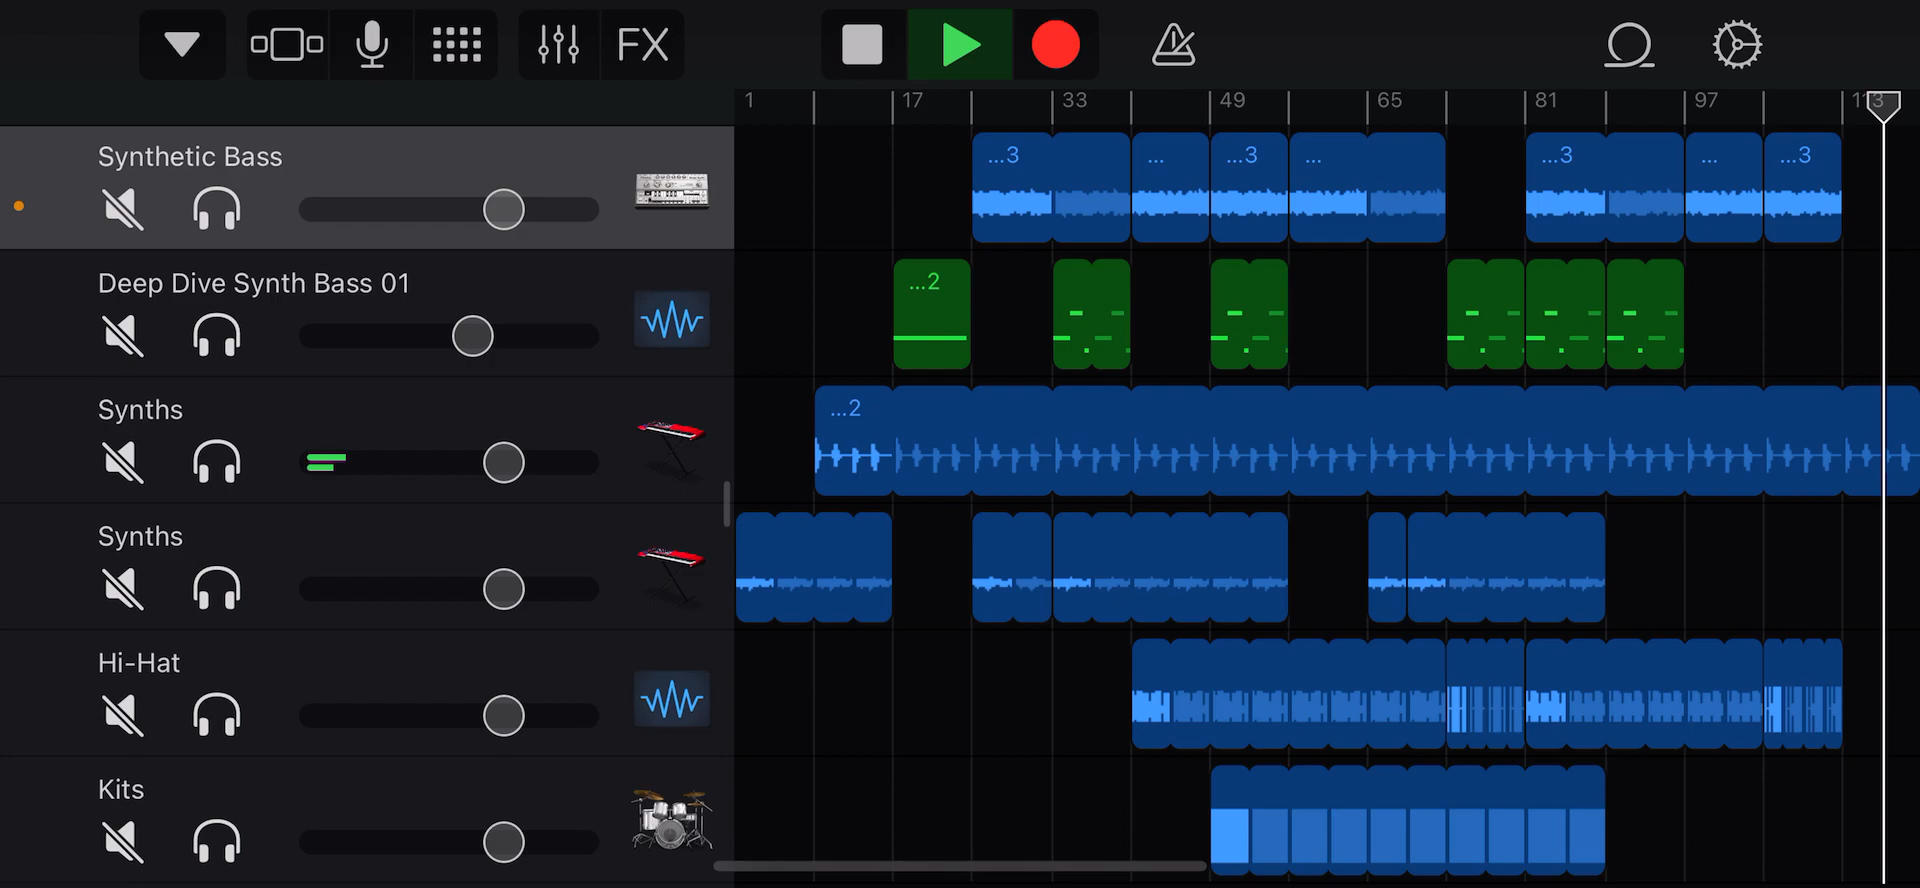 FX
1 17 33 49 65 81 97 113
Synthetic Bass
...3 ... ...3 ... ...3 ... ...3
Deep Dive Synth Bass 01
...2
Synths
...2
Synths
Hi-Hat
Kits